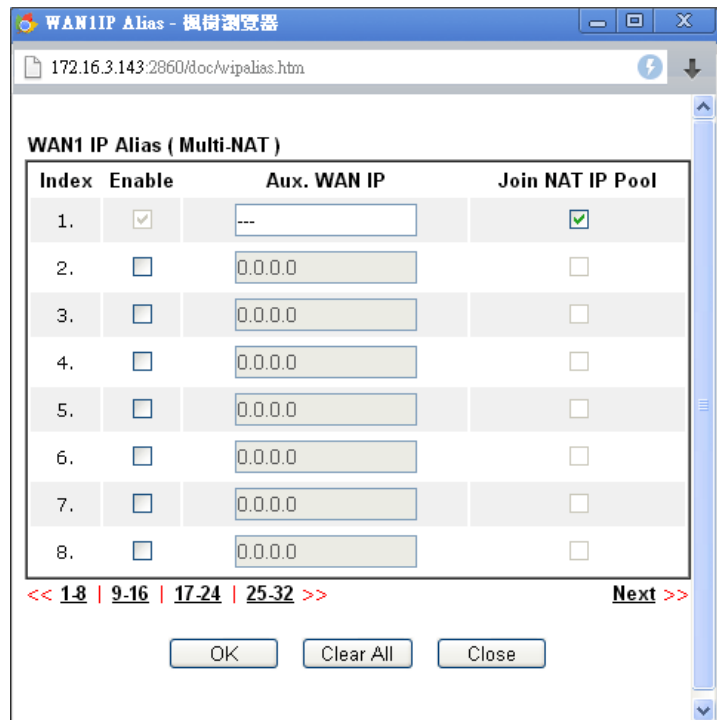 WAN1IP Alias - 楓樹瀏覽器
172.16.3.143:2860/doc/wipalias.htm
WAN1 IP Alias ( Multi-NAT )
Index Enable Aux. WAN IP Join NAT IP Pool
1. ---
2. 0.0.0.0
3. 0.0.0.0
4. 0.0.0.0
5. 0.0.0.0
6. 0.0.0.0
7. 0.0.0.0
8. 0.0.0.0
<< 1-8 | 9-16 | 17-24 | 25-32 >> Next >>
OK Clear All Close